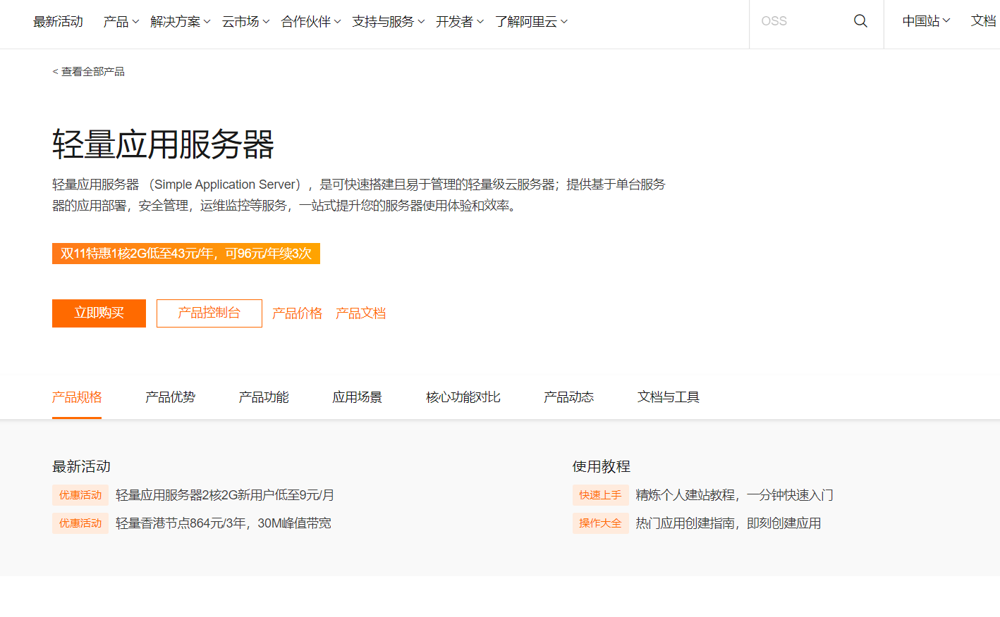 最新活动 产品 解决方案 云市场 合作伙伴 支持与服务 开发者 了解阿里云 OSS 中国站 文档
< 查看全部产品
轻量应用服务器
轻量应用服务器 （Simple Application Server），是可快速搭建且易于管理的轻量级云服务器；提供基于单台服务
器的应用部署，安全管理，运维监控等服务，一站式提升您的服务器使用体验和效率。
双11特惠1核2G低至43元/年，可96元/年续3次
立即购买 产品控制台 产品价格 产品文档
产品规格 产品优势 产品功能 应用场景 核心功能对比 产品动态 文档与工具
最新活动
优惠活动 轻量应用服务器2核2G新用户低至9元/月
优惠活动 轻量香港节点864元/3年，30M峰值带宽
使用教程
快速上手 精炼个人建站教程，一分钟快速入门
操作大全 热门应用创建指南，即刻创建应用